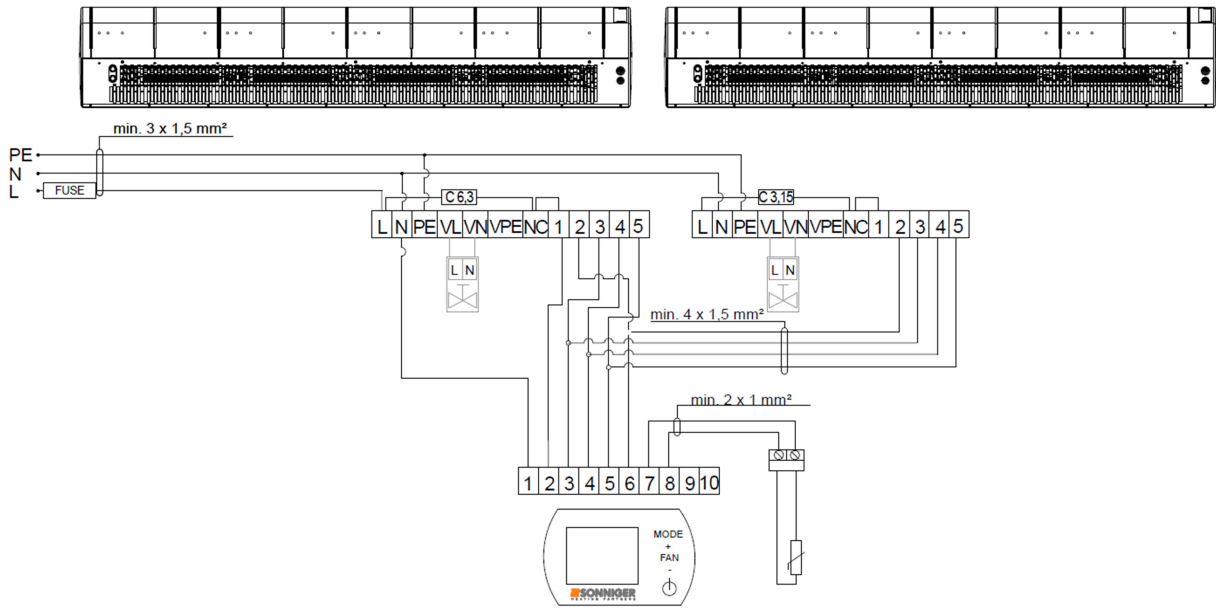 min. 3 x 1,5 mm²
PE
N
L
FUSE
C 6,3
C 3,15
L N PE VL VN VPE NC 1 2 3 4 5
L N PE VL VN VPE NC 1 2 3 4 5
L N
L N
min. 4 x 1,5 mm²
min. 2 x 1 mm²
1 2 3 4 5 6 7 8 9 10
MODE
+
FAN
-
SONNIGER
HEATING PARTNERS